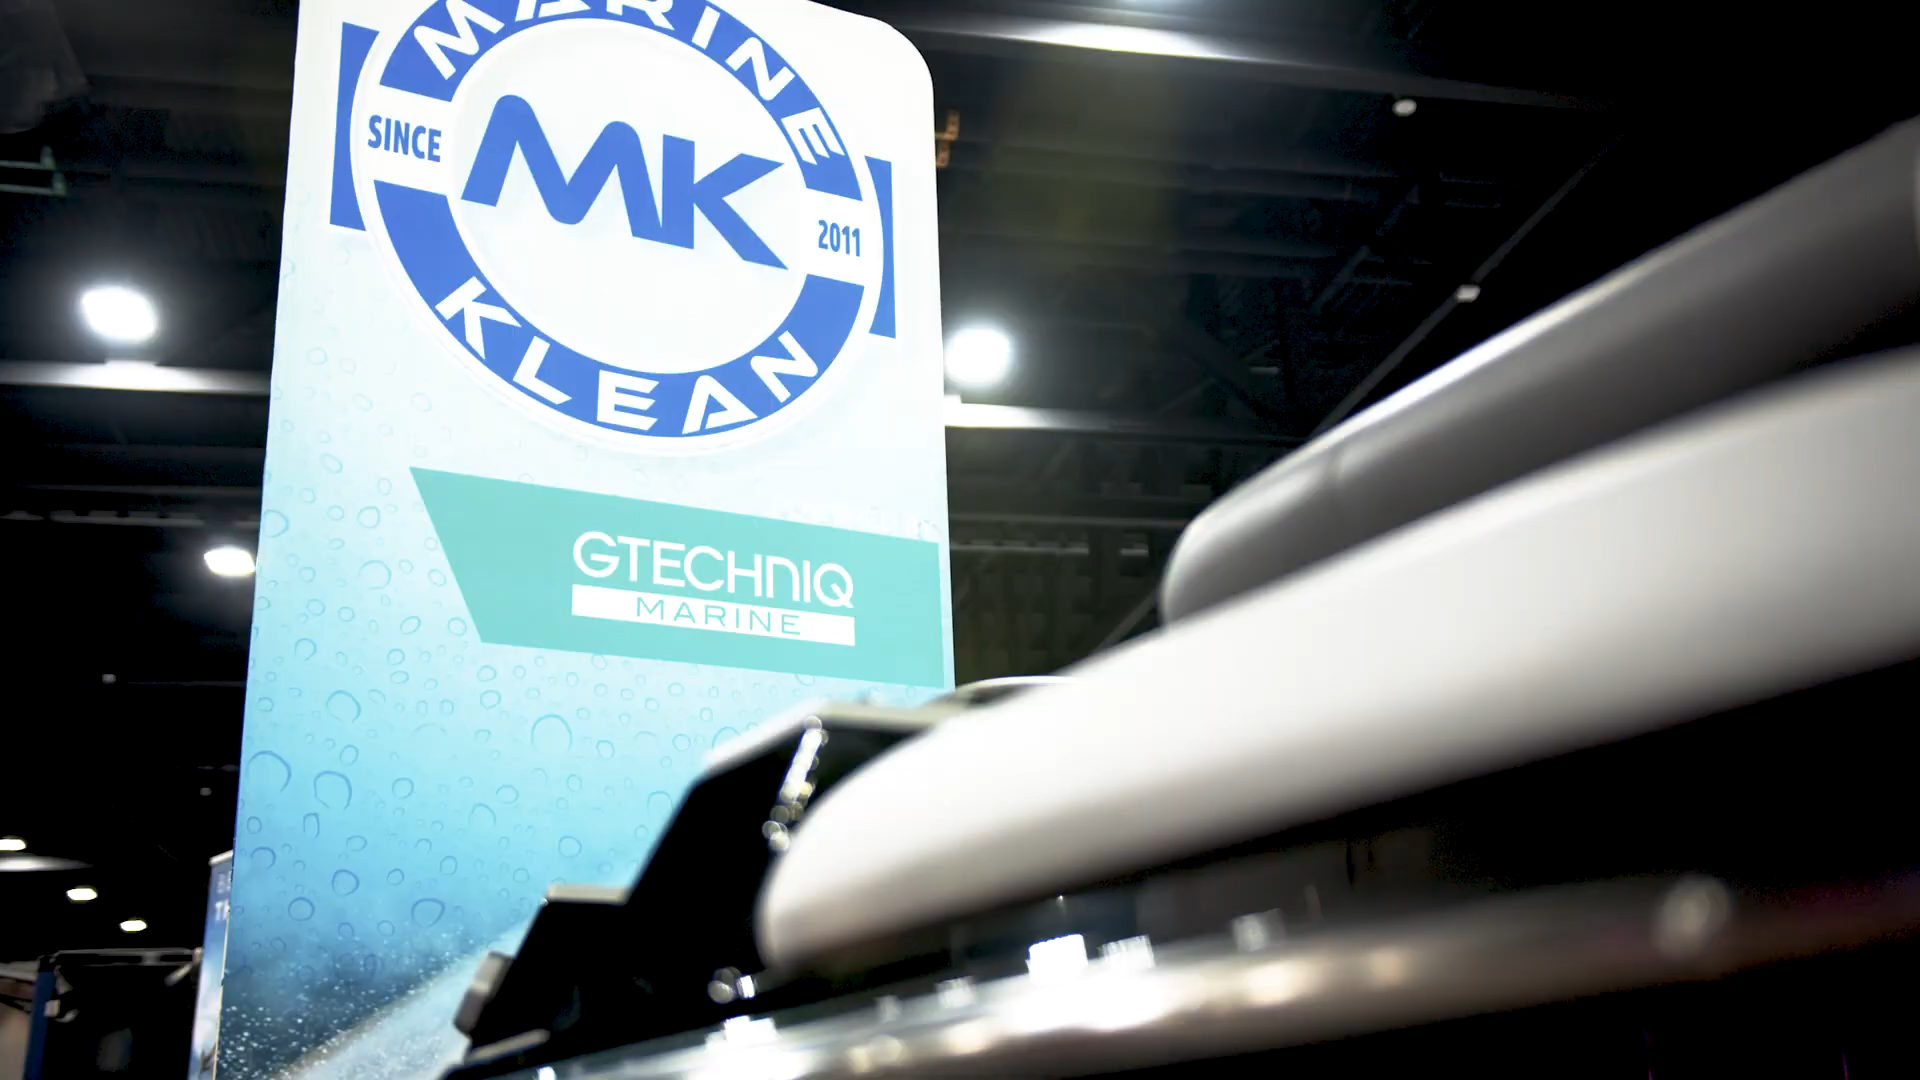 MARINE
SINCE
MK
2011
KLEAN
GTECHNIQ
MARINE